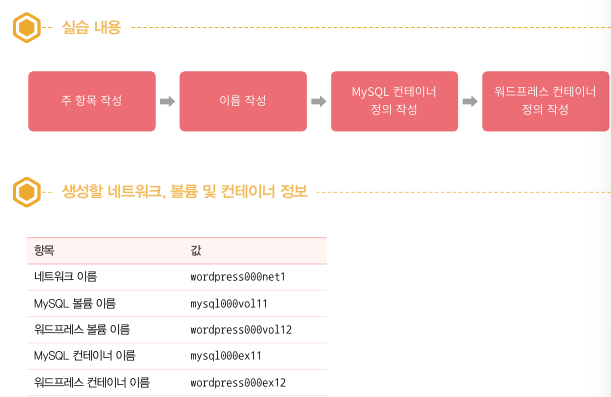 실습 내용
주 항목 작성
이름 작성
MySQL 컨테이너
정의 작성
워드프레스 컨테이너
정의 작성
생성할 네트워크, 볼륨 및 컨테이너 정보
항목 값
네트워크 이름 wordpress000net1
MySQL 볼륨 이름 mysql000vol11
워드프레스 볼륨 이름 wordpress000vol12
MySQL 컨테이너 이름 mysql000ex11
워드프레스 컨테이너 이름 wordpress000ex12